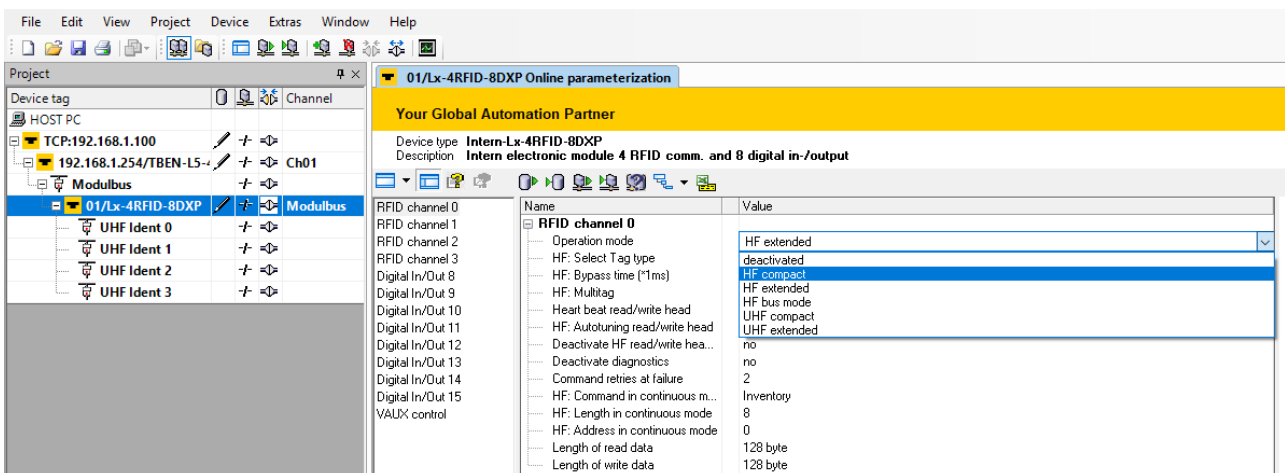 File Edit View Project Device Extras Window Help
Project
Device tag Channel
HOST PC
TCP:192.168.1.100
192.168.1.254/TBEN-L5-4 Ch01
Modulbus
01/Lx-4RFID-8DXP Modulbus
UHF Ident 0
UHF Ident 1
UHF Ident 2
UHF Ident 3
01/Lx-4RFID-8DXP Online parameterization
Your Global Automation Partner
Device type Intern-Lx-4RFID-8DXP
Description Intern electronic module 4 RFID comm. and 8 digital in-/output
RFID channel 0
RFID channel 1
RFID channel 2
RFID channel 3
Digital In/Out 8
Digital In/Out 9
Digital In/Out 10
Digital In/Out 11
Digital In/Out 12
Digital In/Out 13
Digital In/Out 14
Digital In/Out 15
VAUX control
Name Value
RFID channel 0
Operation mode HF extended
HF: Select Tag type
HF: Bypass time (*1ms)
HF: Multitag
Heart beat read/write head
HF: Autotuning read/write head
deactivated
HF compact
HF extended
HF bus mode
UHF compact
UHF extended
Deactivate HF read/write hea... no
Deactivate diagnostics no
Command retries at failure 2
HF: Command in continuous m... Inventory
HF: Length in continuous mode 8
HF: Address in continuous mode 0
Length of read data 128 byte
Length of write data 128 byte